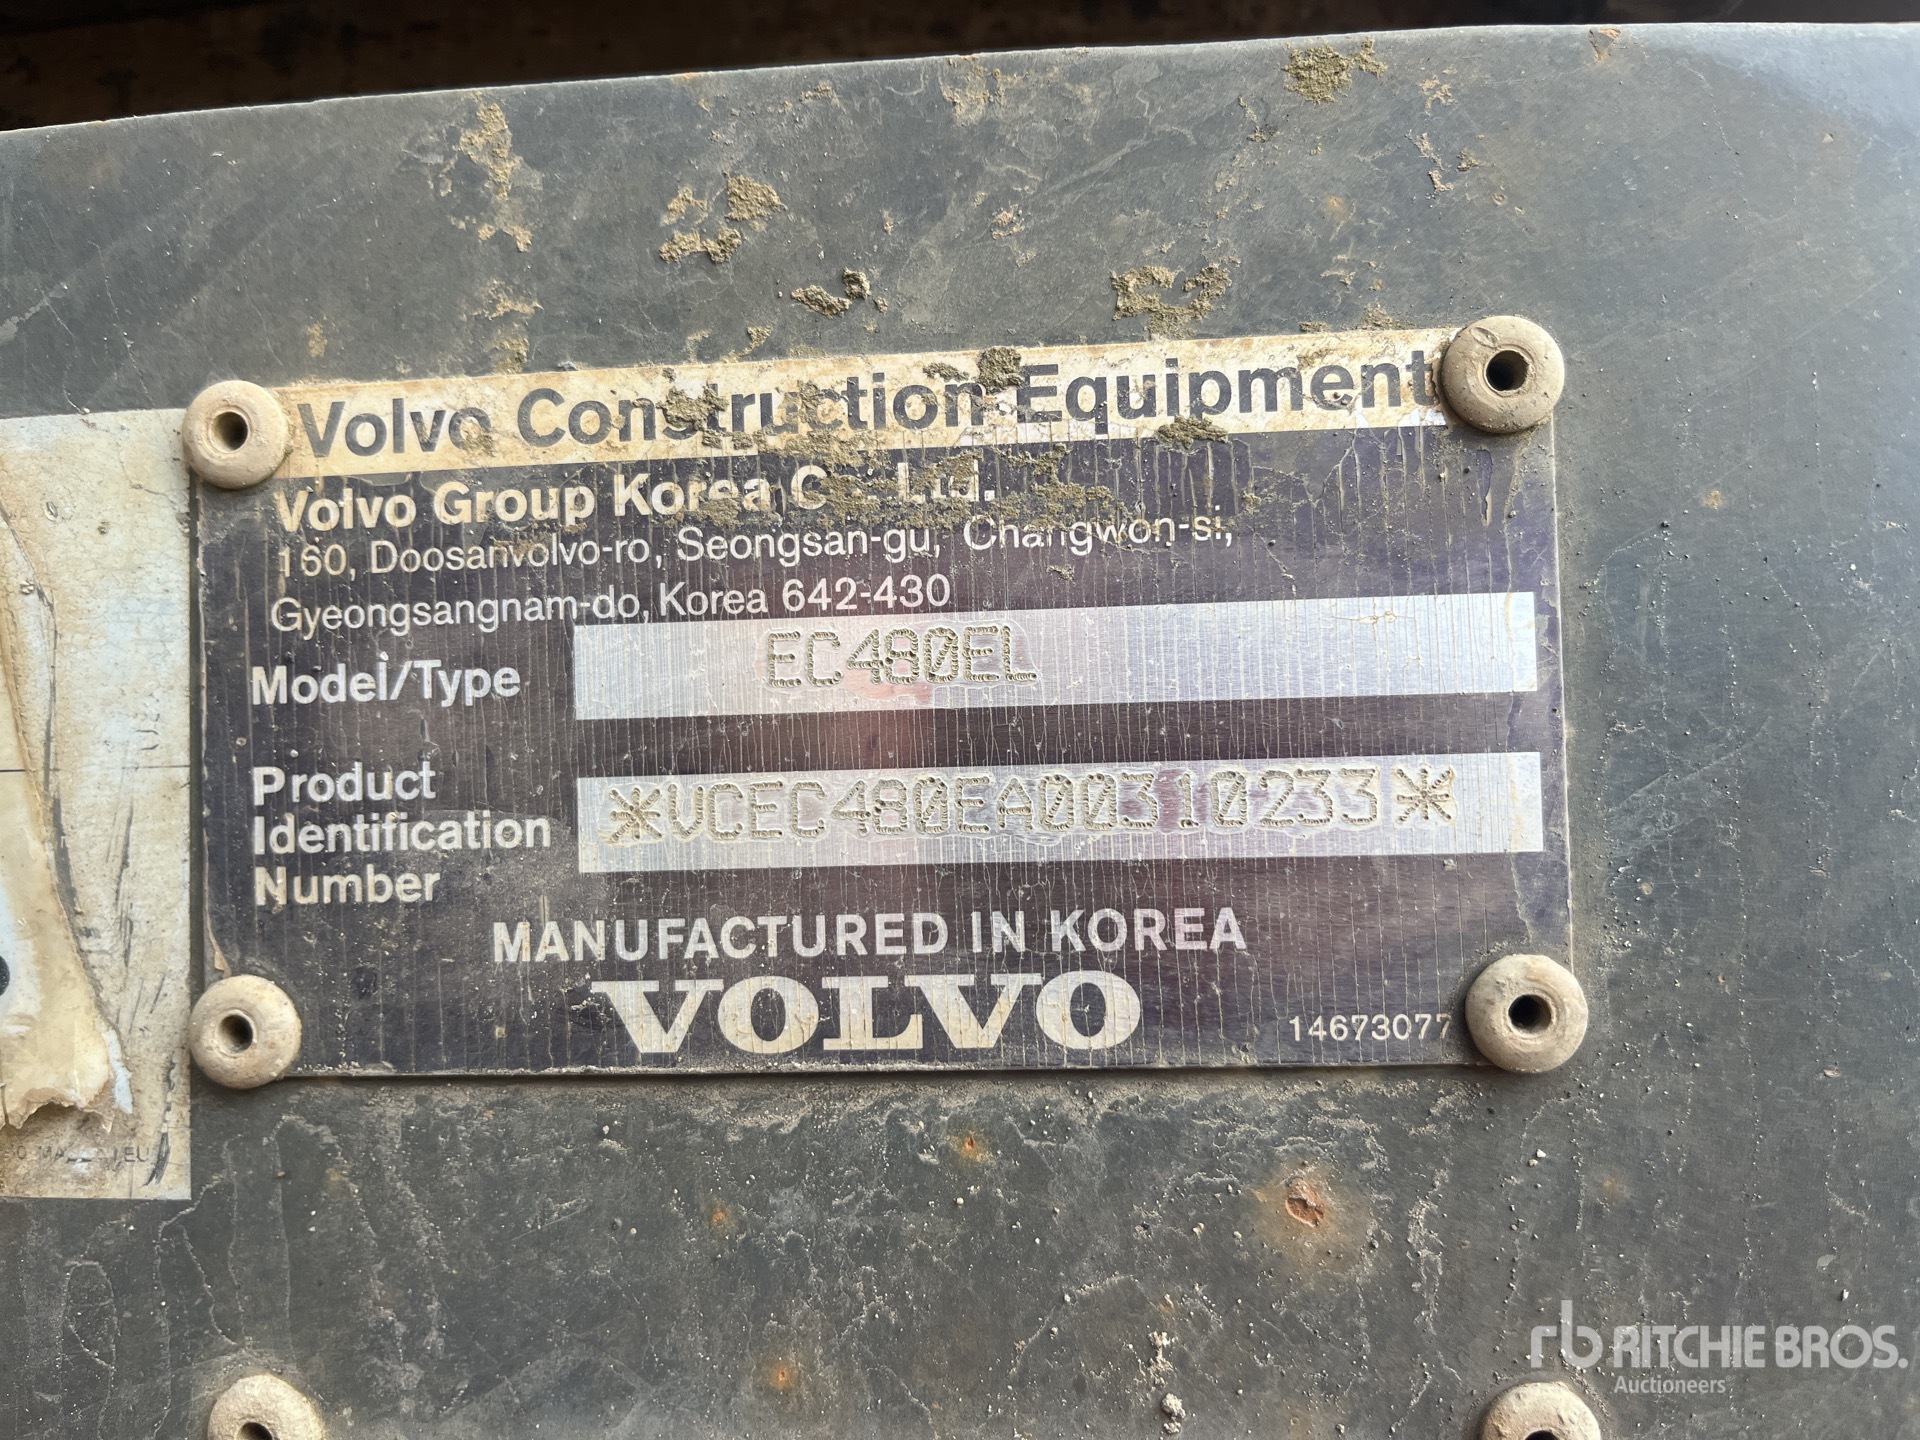 Volvo Construction Equipment
Volvo Group Korea Co., Ltd.
160, Doosanvolvo-ro, Seongsan-gu, Changwon-si,
Gyeongsangnam-do, Korea 642-430
Model/Type EC480EL
Product
Identification
Number
*VCEC480EA00310233*
MANUFACTURED IN KOREA
VOLVO
14673077
rb RITCHIE BROS.
Auctioneers